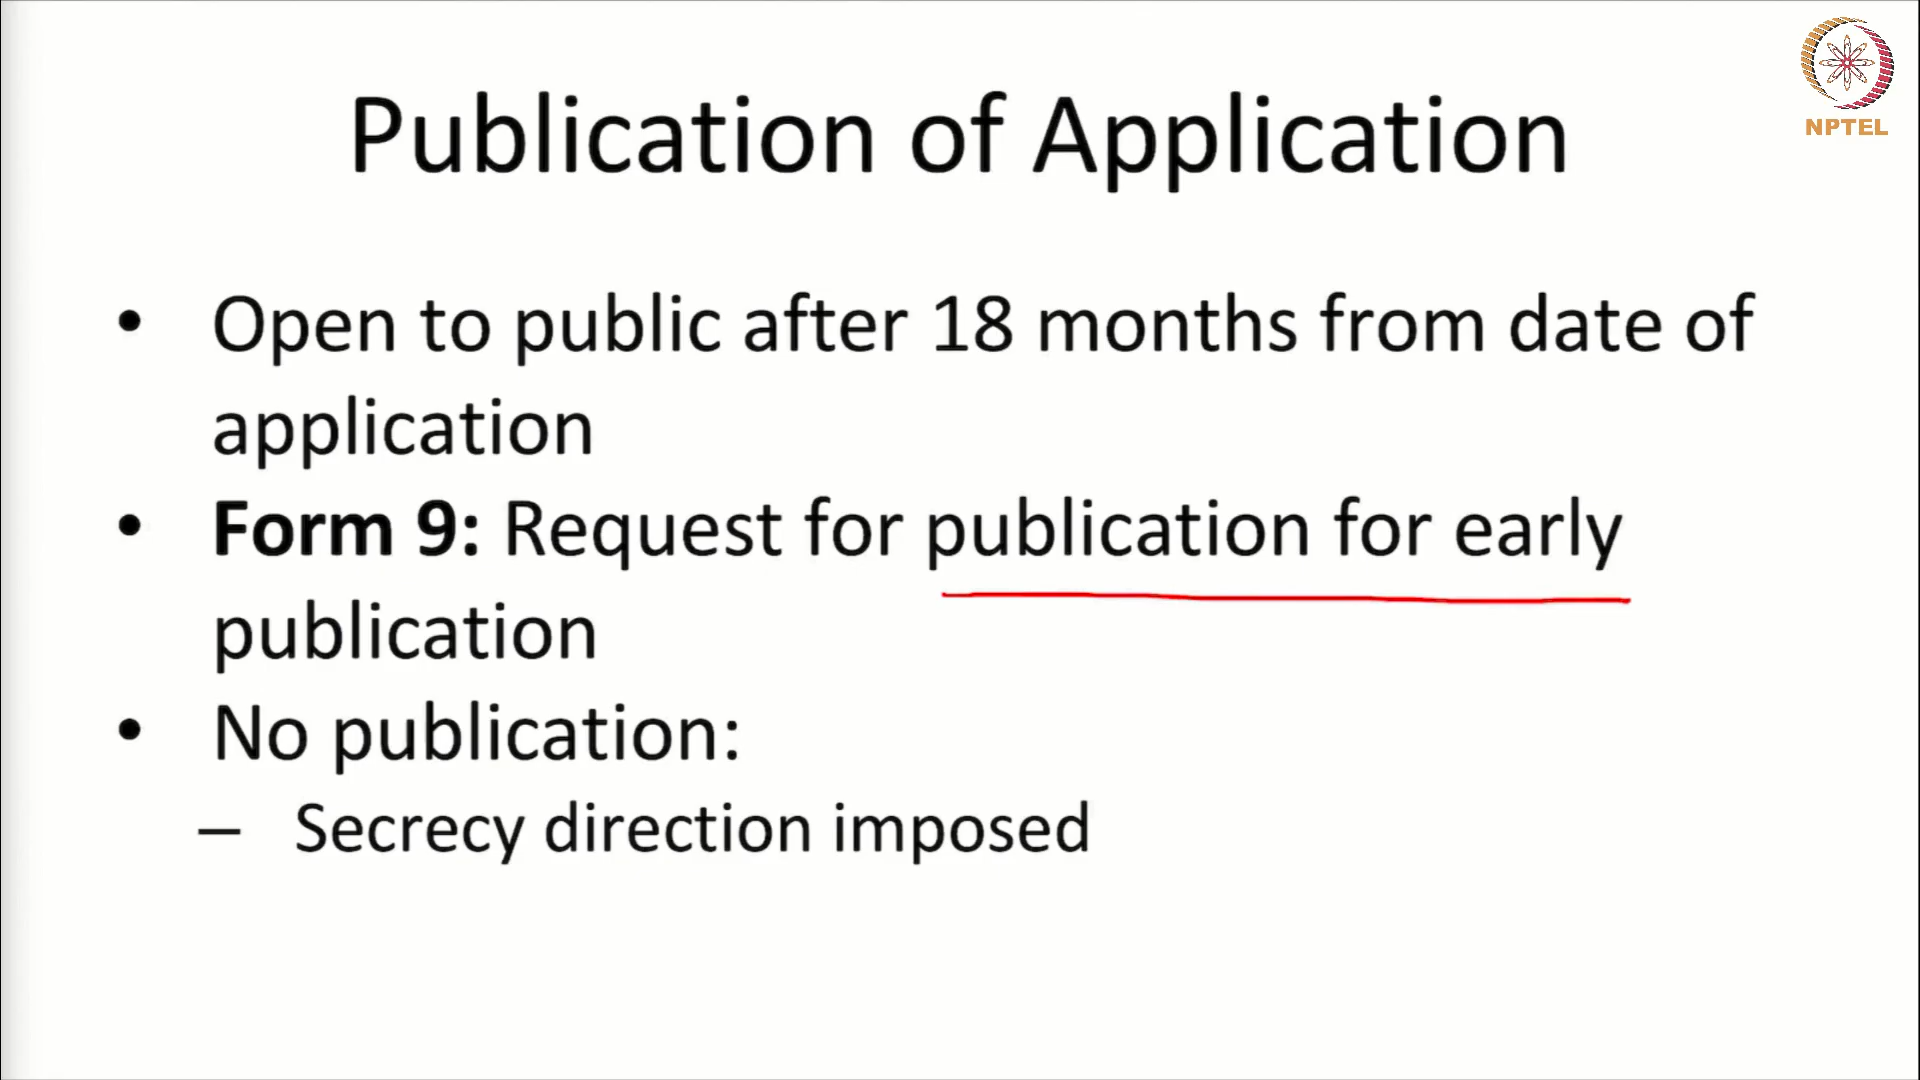 NPTEL
Publication of Application
• Open to public after 18 months from date of
application
• Form 9: Request for publication for early
publication
• No publication:
– Secrecy direction imposed